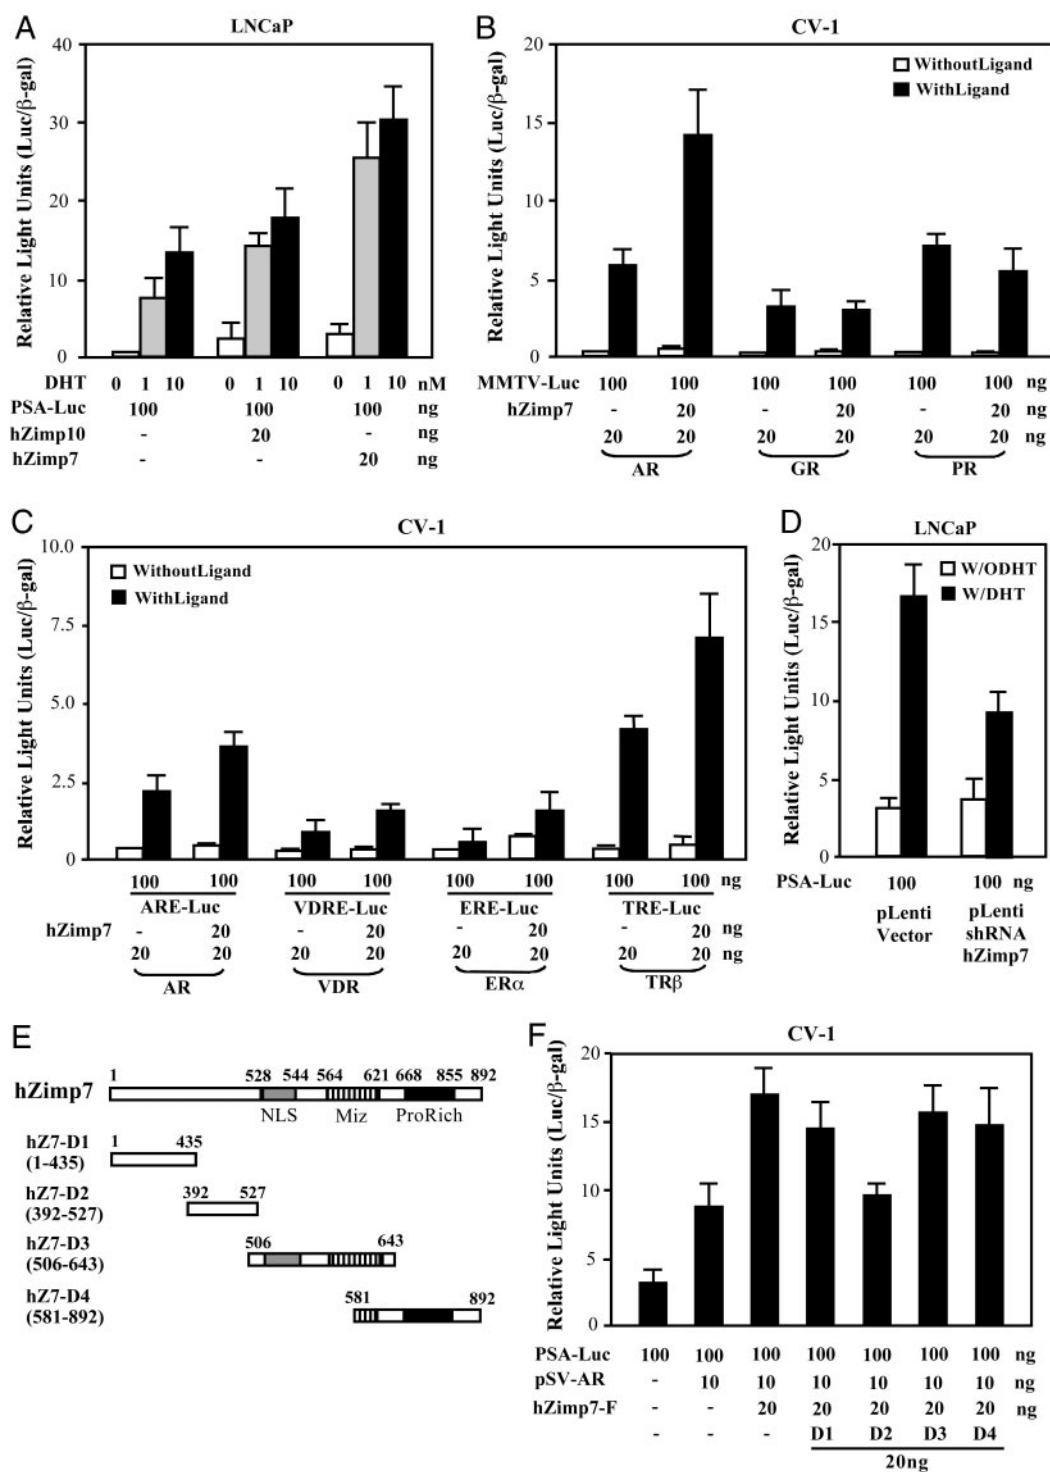 A
LNCaP
Relative Light Units (Luc/β-gal)
40
30
20
10
0
DHT 0 1 10 0 1 10 0 1 10 nM
PSA-Luc 100 100 100 ng
hZimp10 - 20 - ng
hZimp7 - - 20 ng
B
CV-1
Relative Light Units (Luc/β-gal)
20
15
10
5
0
WithoutLigand
WithLigand
MMTV-Luc 100 100 100 100 100 100 ng
hZimp7 - 20 - 20 - 20 ng
20 20 20 20 20 20 ng
AR GR PR
C
CV-1
Relative Light Units (Luc/β-gal)
10.0
7.5
5.0
2.5
0
WithoutLigand
WithLigand
100 100 100 100 100 100 100 100 ng
ARE-Luc VDRE-Luc ERE-Luc TRE-Luc
hZimp7 - 20 - 20 - 20 - 20 ng
20 20 20 20 20 20 20 20 ng
AR VDR ERα TRβ
D
LNCaP
Relative Light Units (Luc/β-gal)
20
15
10
5
0
W/ODHT
W/DHT
PSA-Luc 100 100 ng
pLenti Vector
pLenti shRNA hZimp7
E
1 528 544 564 621 668 855 892
hZimp7
NLS Miz ProRich
hZ7-D1 1 435
(1-435)
hZ7-D2 392 527
(392-527)
hZ7-D3 506 643
(506-643)
hZ7-D4 581 892
(581-892)
F
CV-1
Relative Light Units (Luc/β-gal)
20
15
10
5
0
PSA-Luc 100 100 100 100 100 100 100 ng
pSV-AR - 10 10 10 10 10 10 ng
hZimp7-F - - 20 20 20 20 20 ng
- - - D1 D2 D3 D4
20ng